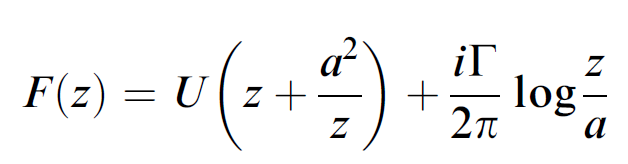 F(z) = U(z + a²/z) + iΓ/2π log z/a